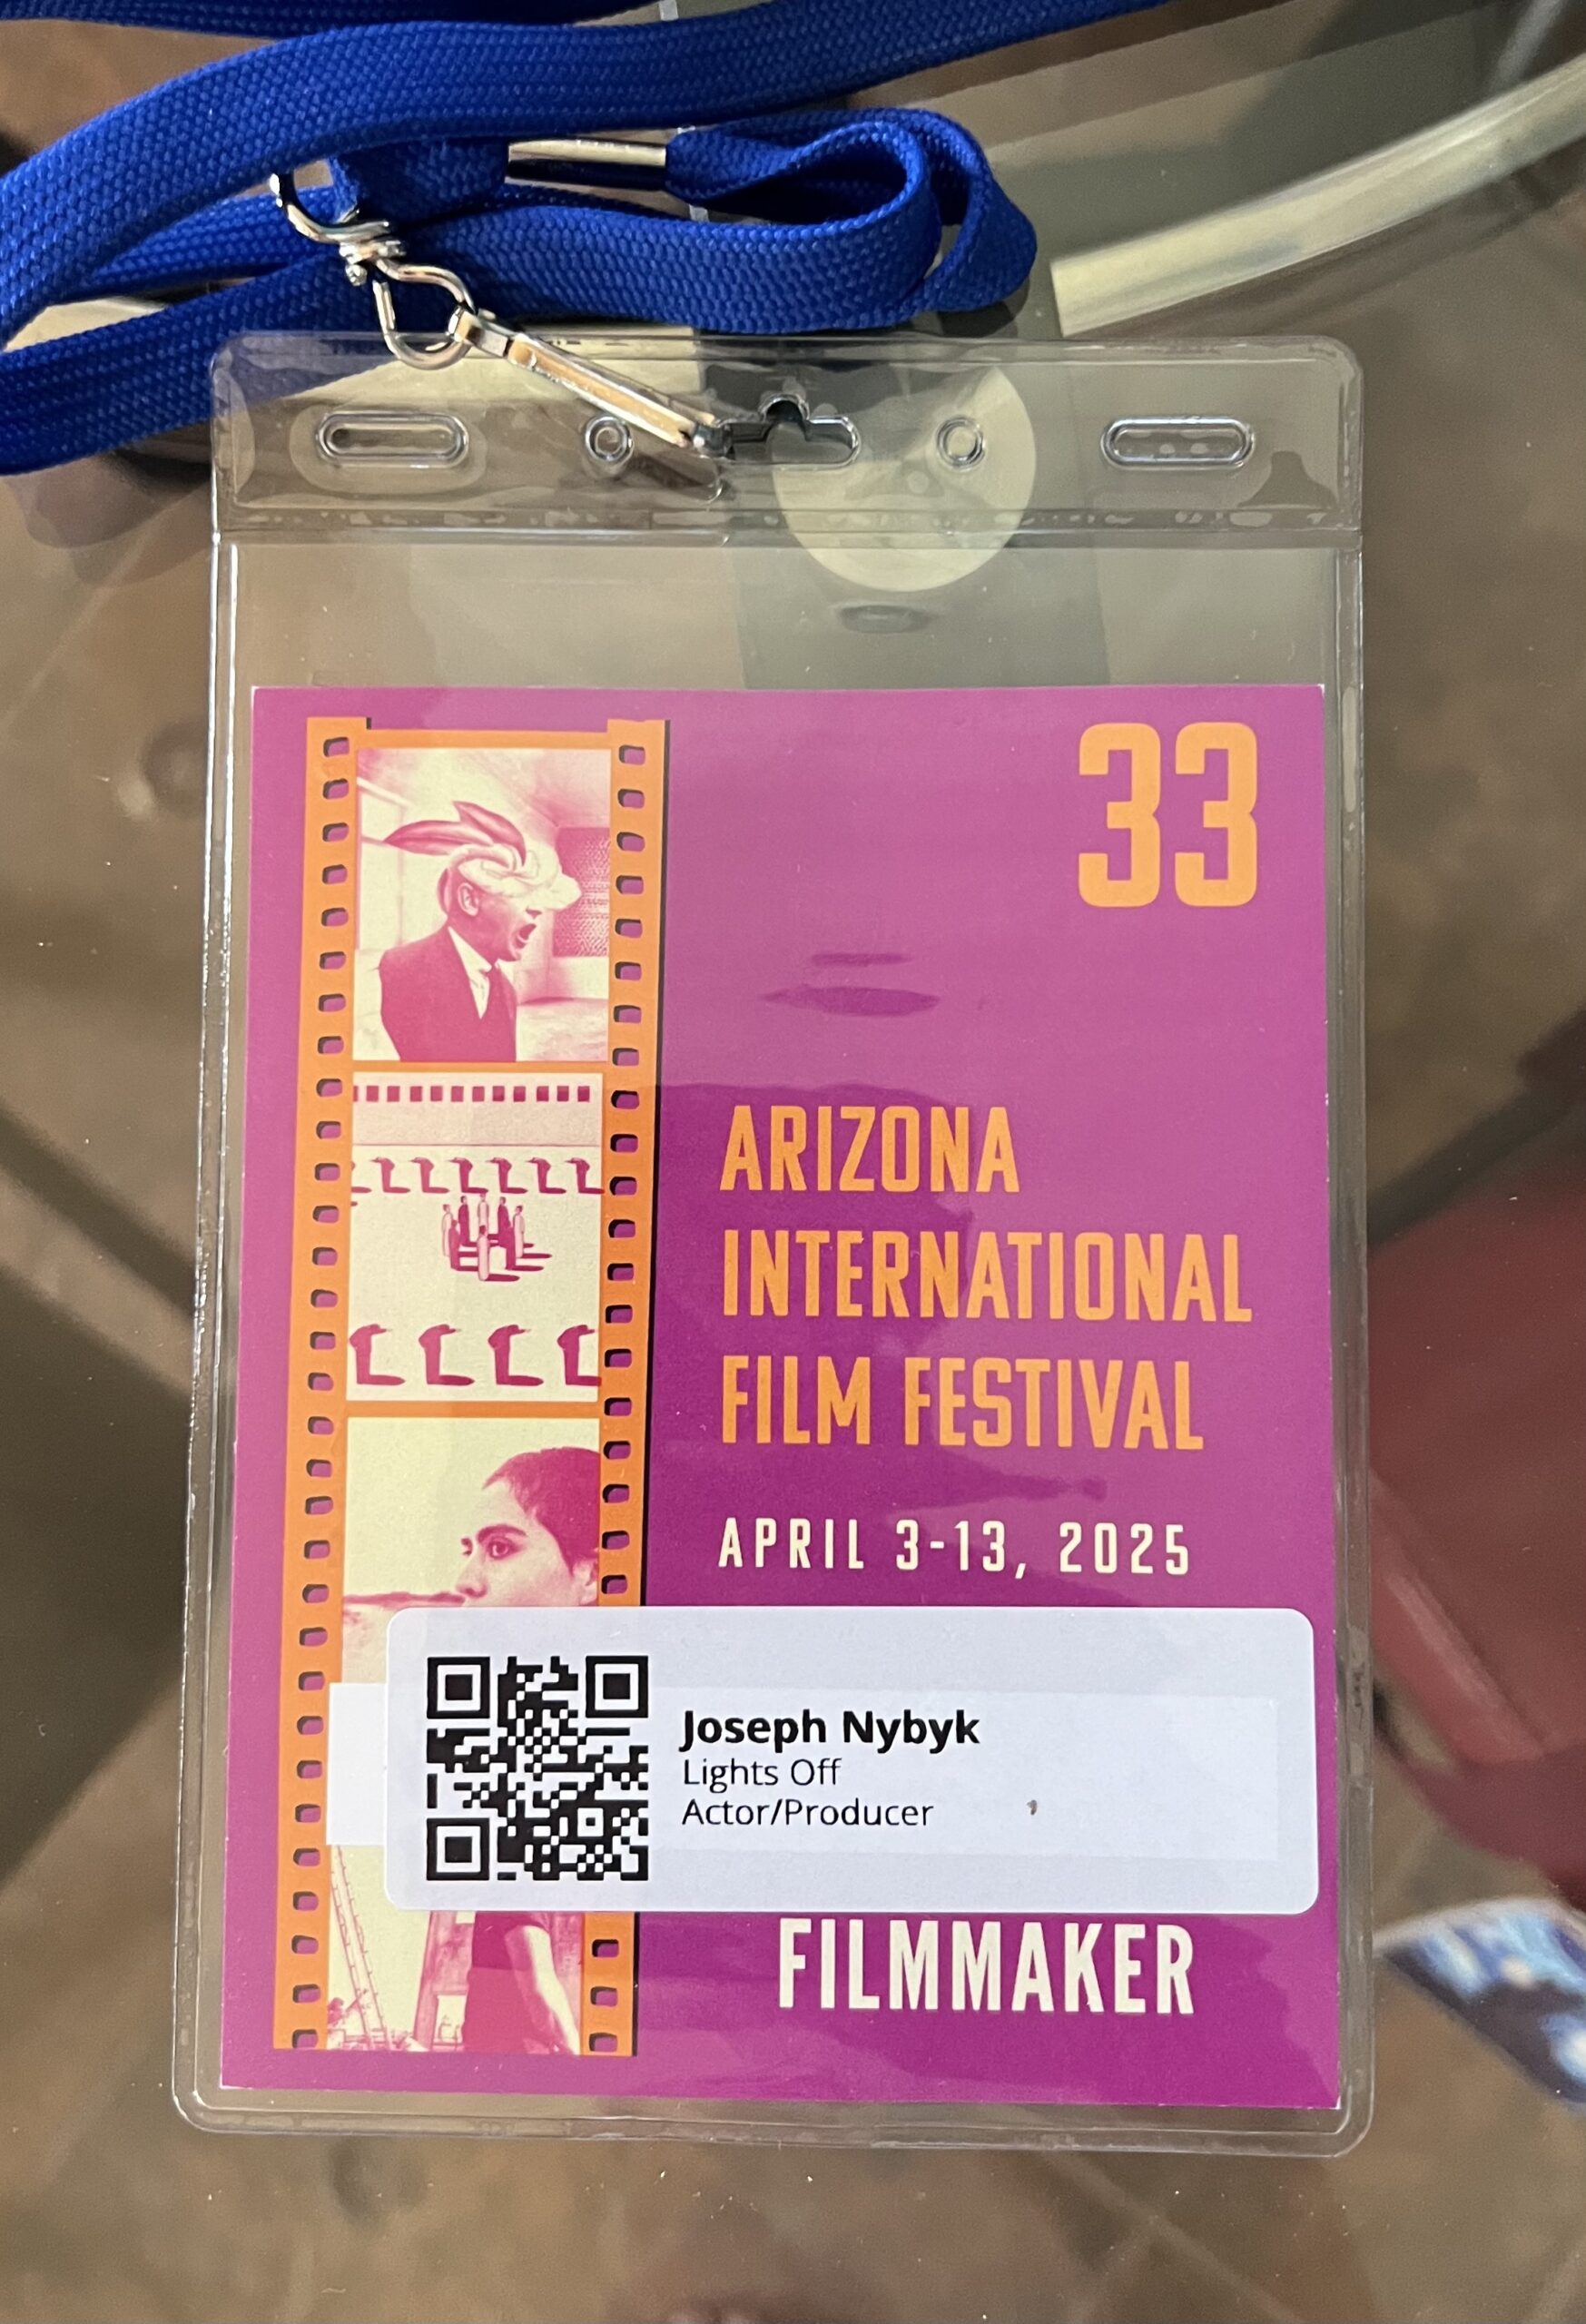 33
ARIZONA
INTERNATIONAL
FILM FESTIVAL
APRIL 3-13, 2025
Joseph Nybyk
Lights Off
Actor/Producer
FILMMAKER